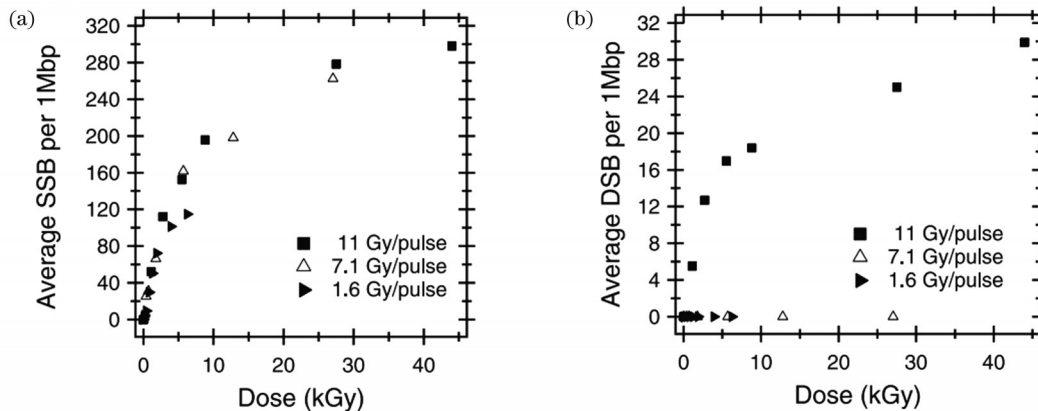 (a)
Average SSB per 1Mbp
320
280
240
200
160
120
80
40
0
0 10 20 30 40
Dose (kGy)
11 Gy/pulse
7.1 Gy/pulse
1.6 Gy/pulse
(b)
Average DSB per 1Mbp
32
28
24
20
16
12
8
4
0
0 10 20 30 40
Dose (kGy)
11 Gy/pulse
7.1 Gy/pulse
1.6 Gy/pulse